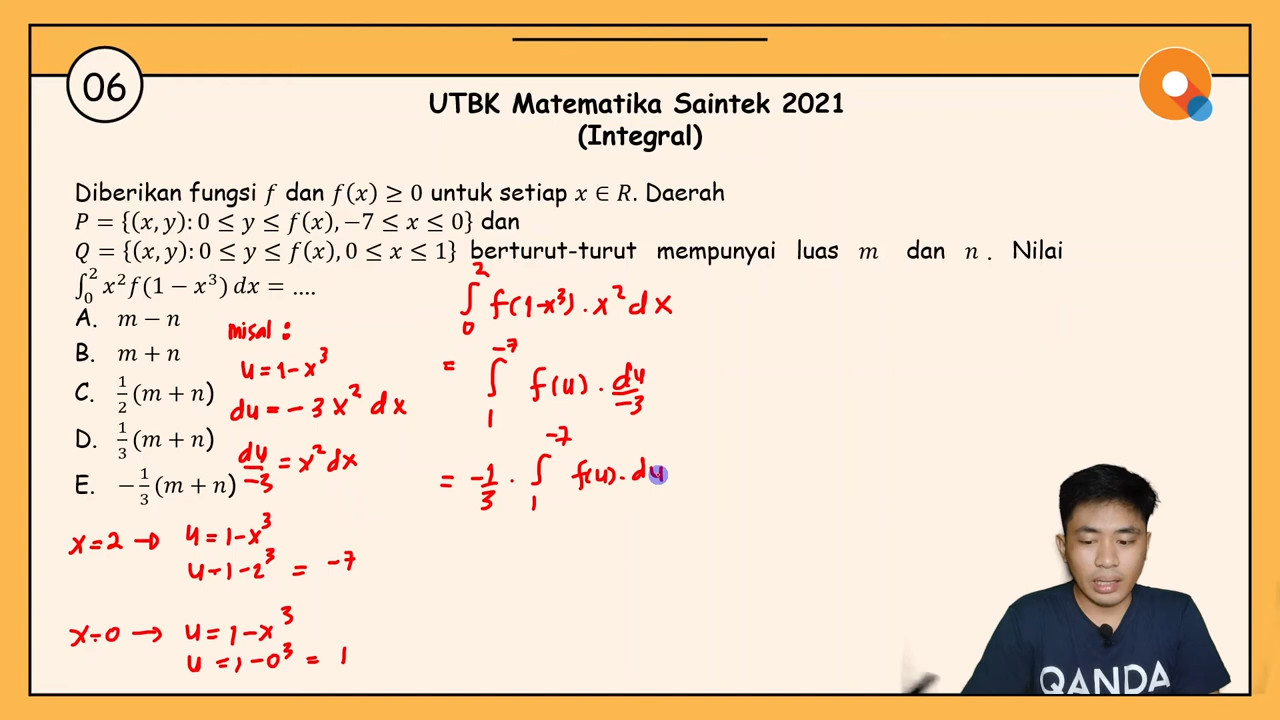 06
UTBK Matematika Saintek 2021
(Integral)
Diberikan fungsi f dan f(x) ≥ 0 untuk setiap x ∈ R. Daerah
P = {(x, y): 0 ≤ y ≤ f(x), −7 ≤ x ≤ 0} dan
Q = {(x, y): 0 ≤ y ≤ f(x), 0 ≤ x ≤ 1} berturut-turut mempunyai luas m dan n . Nilai
∫₀² x²f(1 − x³) dx = ....
A. m − n
B. m + n
C. 1/2 (m + n)
D. 1/3 (m + n)
E. −1/3 (m + n)
misal :
u = 1 - x³
du = - 3x² dx
du/-3 = x² dx
x = 2 → u = 1 - x³
u = 1 - 2³ = -7
x = 0 → u = 1 - x³
u = 1 - 0³ = 1
∫₀² f(1-x³) . x² dx
= ∫₁⁻⁷ f(u) . du/-3
= -1/3 . ∫₁⁻⁷ f(u) . du
QANDA